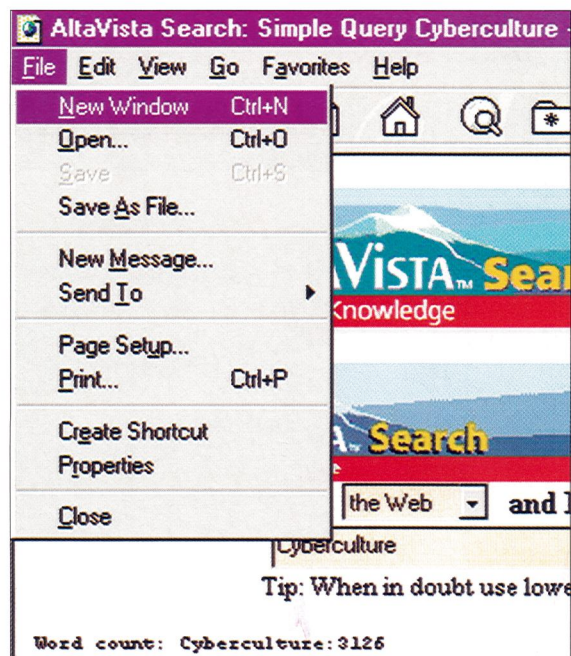 AltaVista Search: Simple Query Cyberculture -
File Edit View Go Favorites Help
New Window Ctrl+N
Open... Ctrl+O
Save Ctrl+S
Save As File...
New Message...
Send To
Page Setup...
Print... Ctrl+P
Create Shortcut
Properties
Close
VISTA™ Sear
Knowledge
Search
the Web and
Cyberculture
Tip: When in doubt use lowe
Word count: Cyberculture:3126